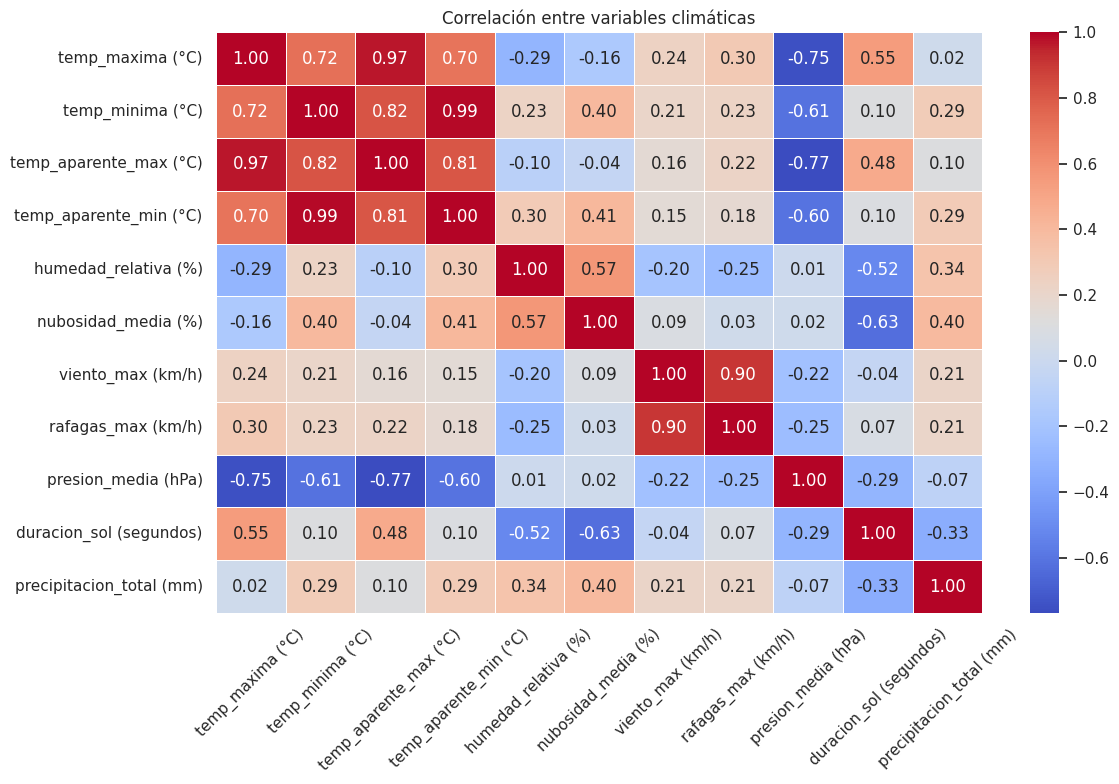 Correlación entre variables climáticas
temp_maxima (°C) 1.00 0.72 0.97 0.70 -0.29 -0.16 0.24 0.30 -0.75 0.55 0.02
temp_minima (°C) 0.72 1.00 0.82 0.99 0.23 0.40 0.21 0.23 -0.61 0.10 0.29
temp_aparente_max (°C) 0.97 0.82 1.00 0.81 -0.10 -0.04 0.16 0.22 -0.77 0.48 0.10
temp_aparente_min (°C) 0.70 0.99 0.81 1.00 0.30 0.41 0.15 0.18 -0.60 0.10 0.29
humedad_relativa (%) -0.29 0.23 -0.10 0.30 1.00 0.57 -0.20 -0.25 0.01 -0.52 0.34
nubosidad_media (%) -0.16 0.40 -0.04 0.41 0.57 1.00 0.09 0.03 0.02 -0.63 0.40
viento_max (km/h) 0.24 0.21 0.16 0.15 -0.20 0.09 1.00 0.90 -0.22 -0.04 0.21
rafagas_max (km/h) 0.30 0.23 0.22 0.18 -0.25 0.03 0.90 1.00 -0.25 0.07 0.21
presion_media (hPa) -0.75 -0.61 -0.77 -0.60 0.01 0.02 -0.22 -0.25 1.00 -0.29 -0.07
duracion_sol (segundos) 0.55 0.10 0.48 0.10 -0.52 -0.63 -0.04 0.07 -0.29 1.00 -0.33
precipitacion_total (mm) 0.02 0.29 0.10 0.29 0.34 0.40 0.21 0.21 -0.07 -0.33 1.00
temp_maxima (°C)
temp_minima (°C)
temp_aparente_max (°C)
temp_aparente_min (°C)
humedad_relativa (%)
nubosidad_media (%)
viento_max (km/h)
rafagas_max (km/h)
presion_media (hPa)
duracion_sol (segundos)
precipitacion_total (mm)
1.0
0.8
0.6
0.4
0.2
0.0
−0.2
−0.4
−0.6